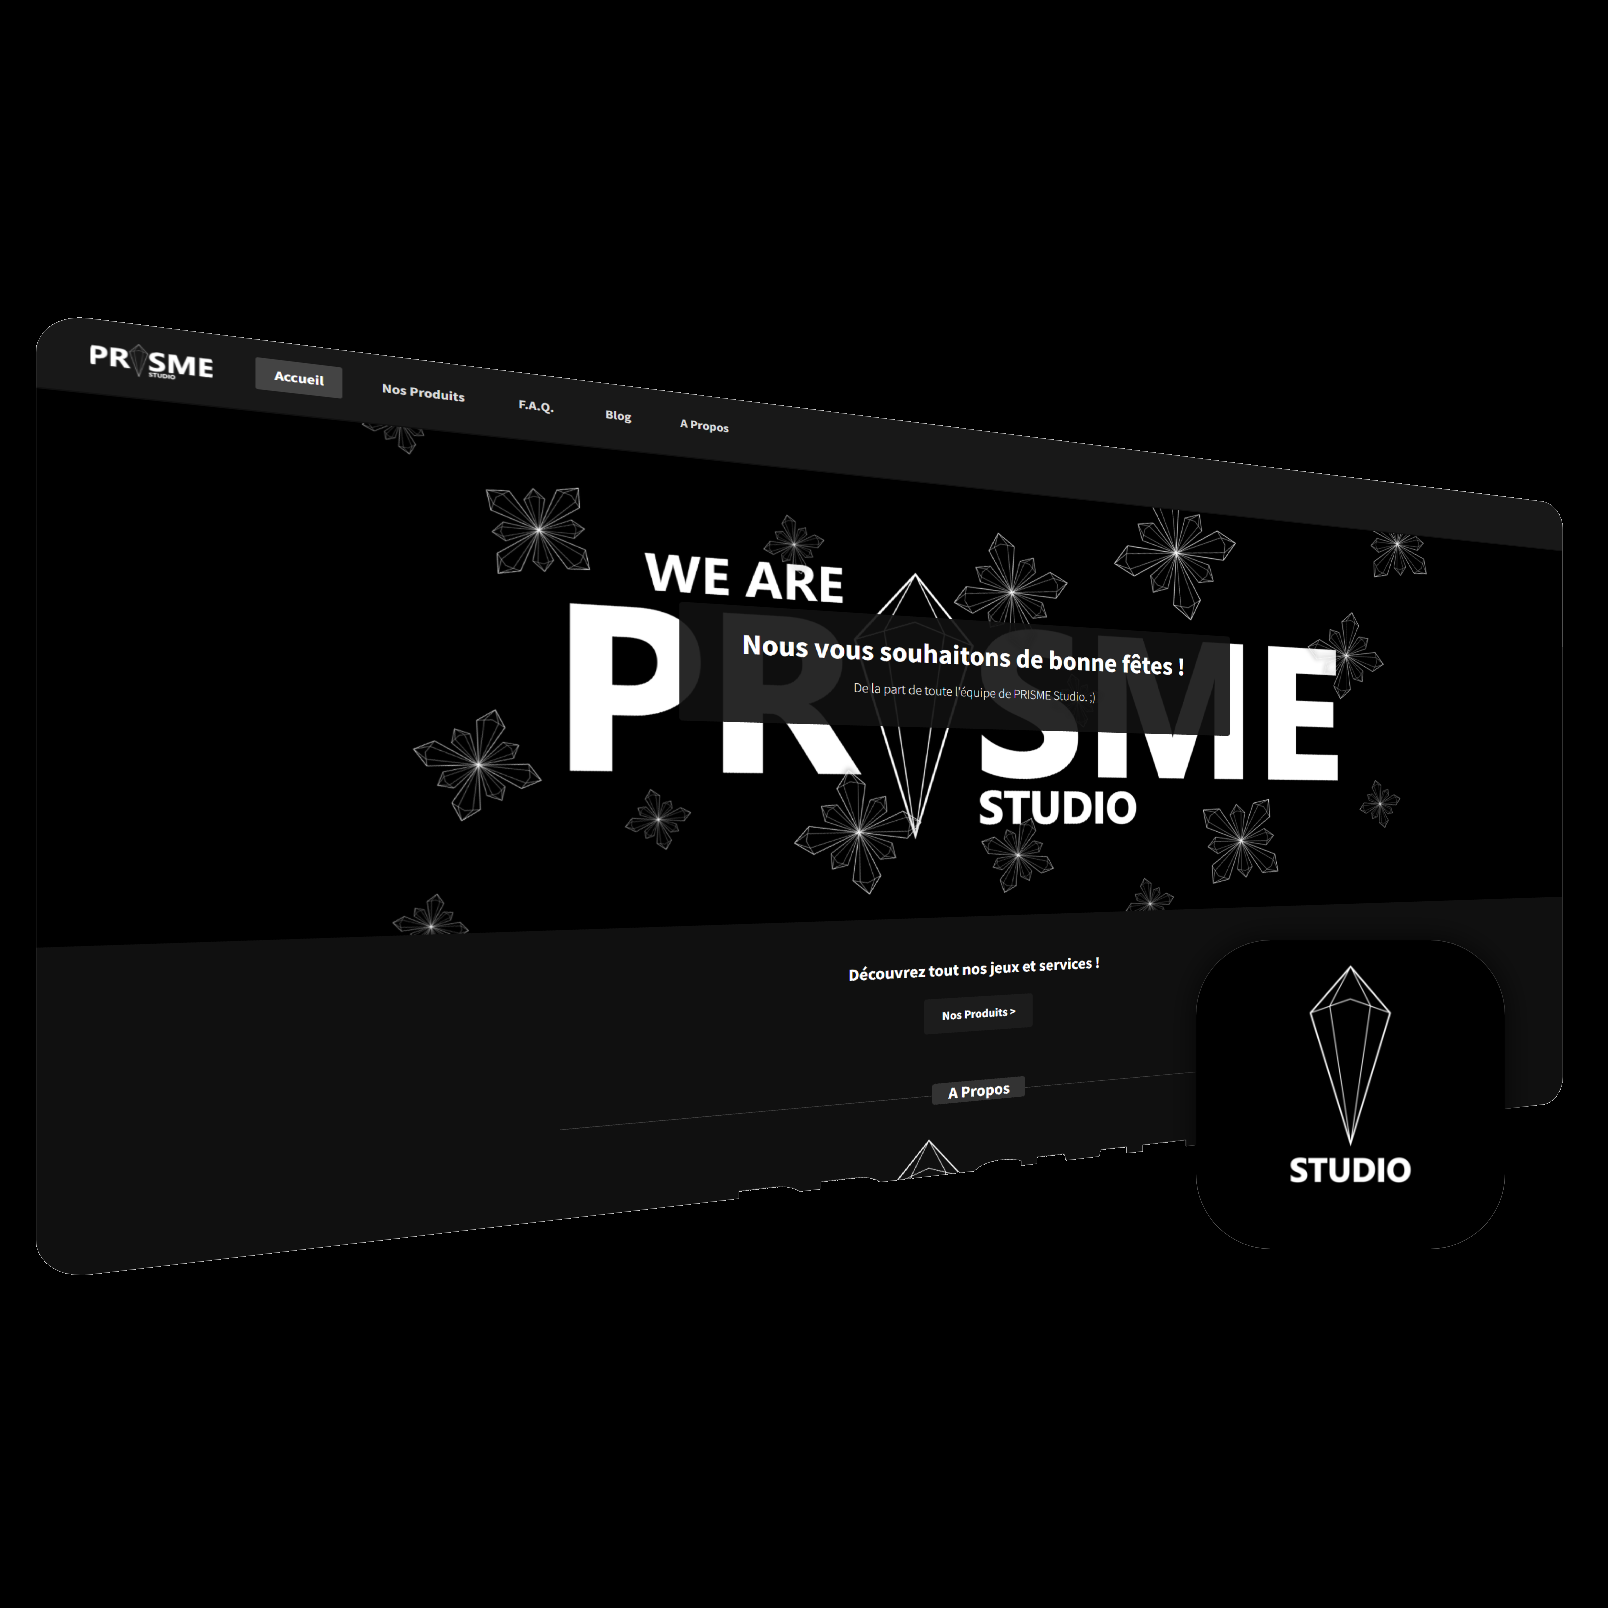 PRISME
STUDIO
Accueil
Nos Produits
F.A.Q.
Blog
A Propos
WE ARE
PRISME
STUDIO
Nous vous souhaitons de bonne fêtes !
De la part de toute l'équipe de PRISME Studio. ;)
Découvrez tout nos jeux et services !
Nos Produits >
A Propos
STUDIO